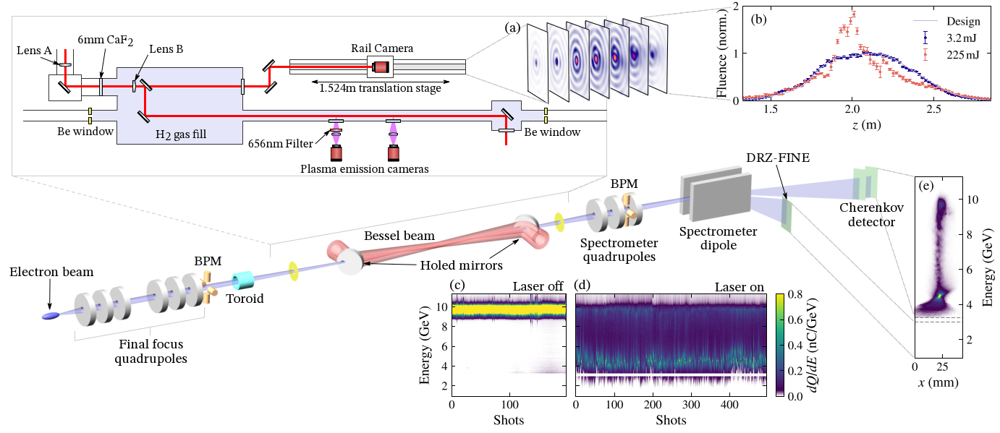 (a)
6mm CaF2
Lens A
Lens B
Rail Camera
1.524m translation stage
Be window
H2 gas fill
656nm Filter
Be window
Plasma emission cameras
(b)
Fluence (norm.)
2
1
0
Design
3.2 mJ
225 mJ
1.5
2.0
2.5
z (m)
DRZ-FINE
BPM
Cherenkov
detector
Spectrometer
dipole
Spectrometer
quadrupoles
Bessel beam
Holed mirrors
BPM
Electron beam
Toroid
Final focus
quadrupoles
(c)
Laser off
Energy (GeV)
10
8
6
4
2
0
100
Shots
(d)
Laser on
0
100
200
300
400
Shots
0.8
0.6
0.4
0.2
0.0
dQ/dE (nC/GeV)
(e)
10
8
6
4
2
Energy (GeV)
0
25
x (mm)